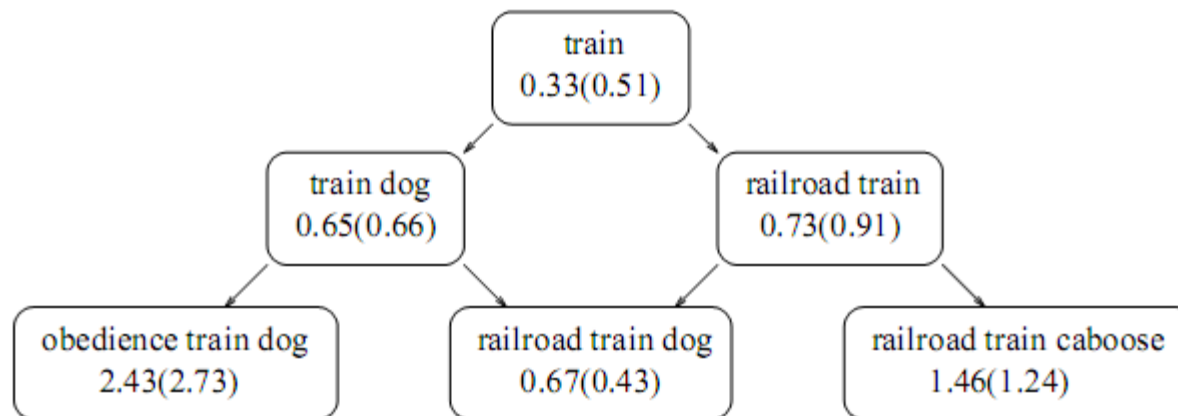 train
0.33(0.51)
train dog
0.65(0.66)
railroad train
0.73(0.91)
obedience train dog
2.43(2.73)
railroad train dog
0.67(0.43)
railroad train caboose
1.46(1.24)